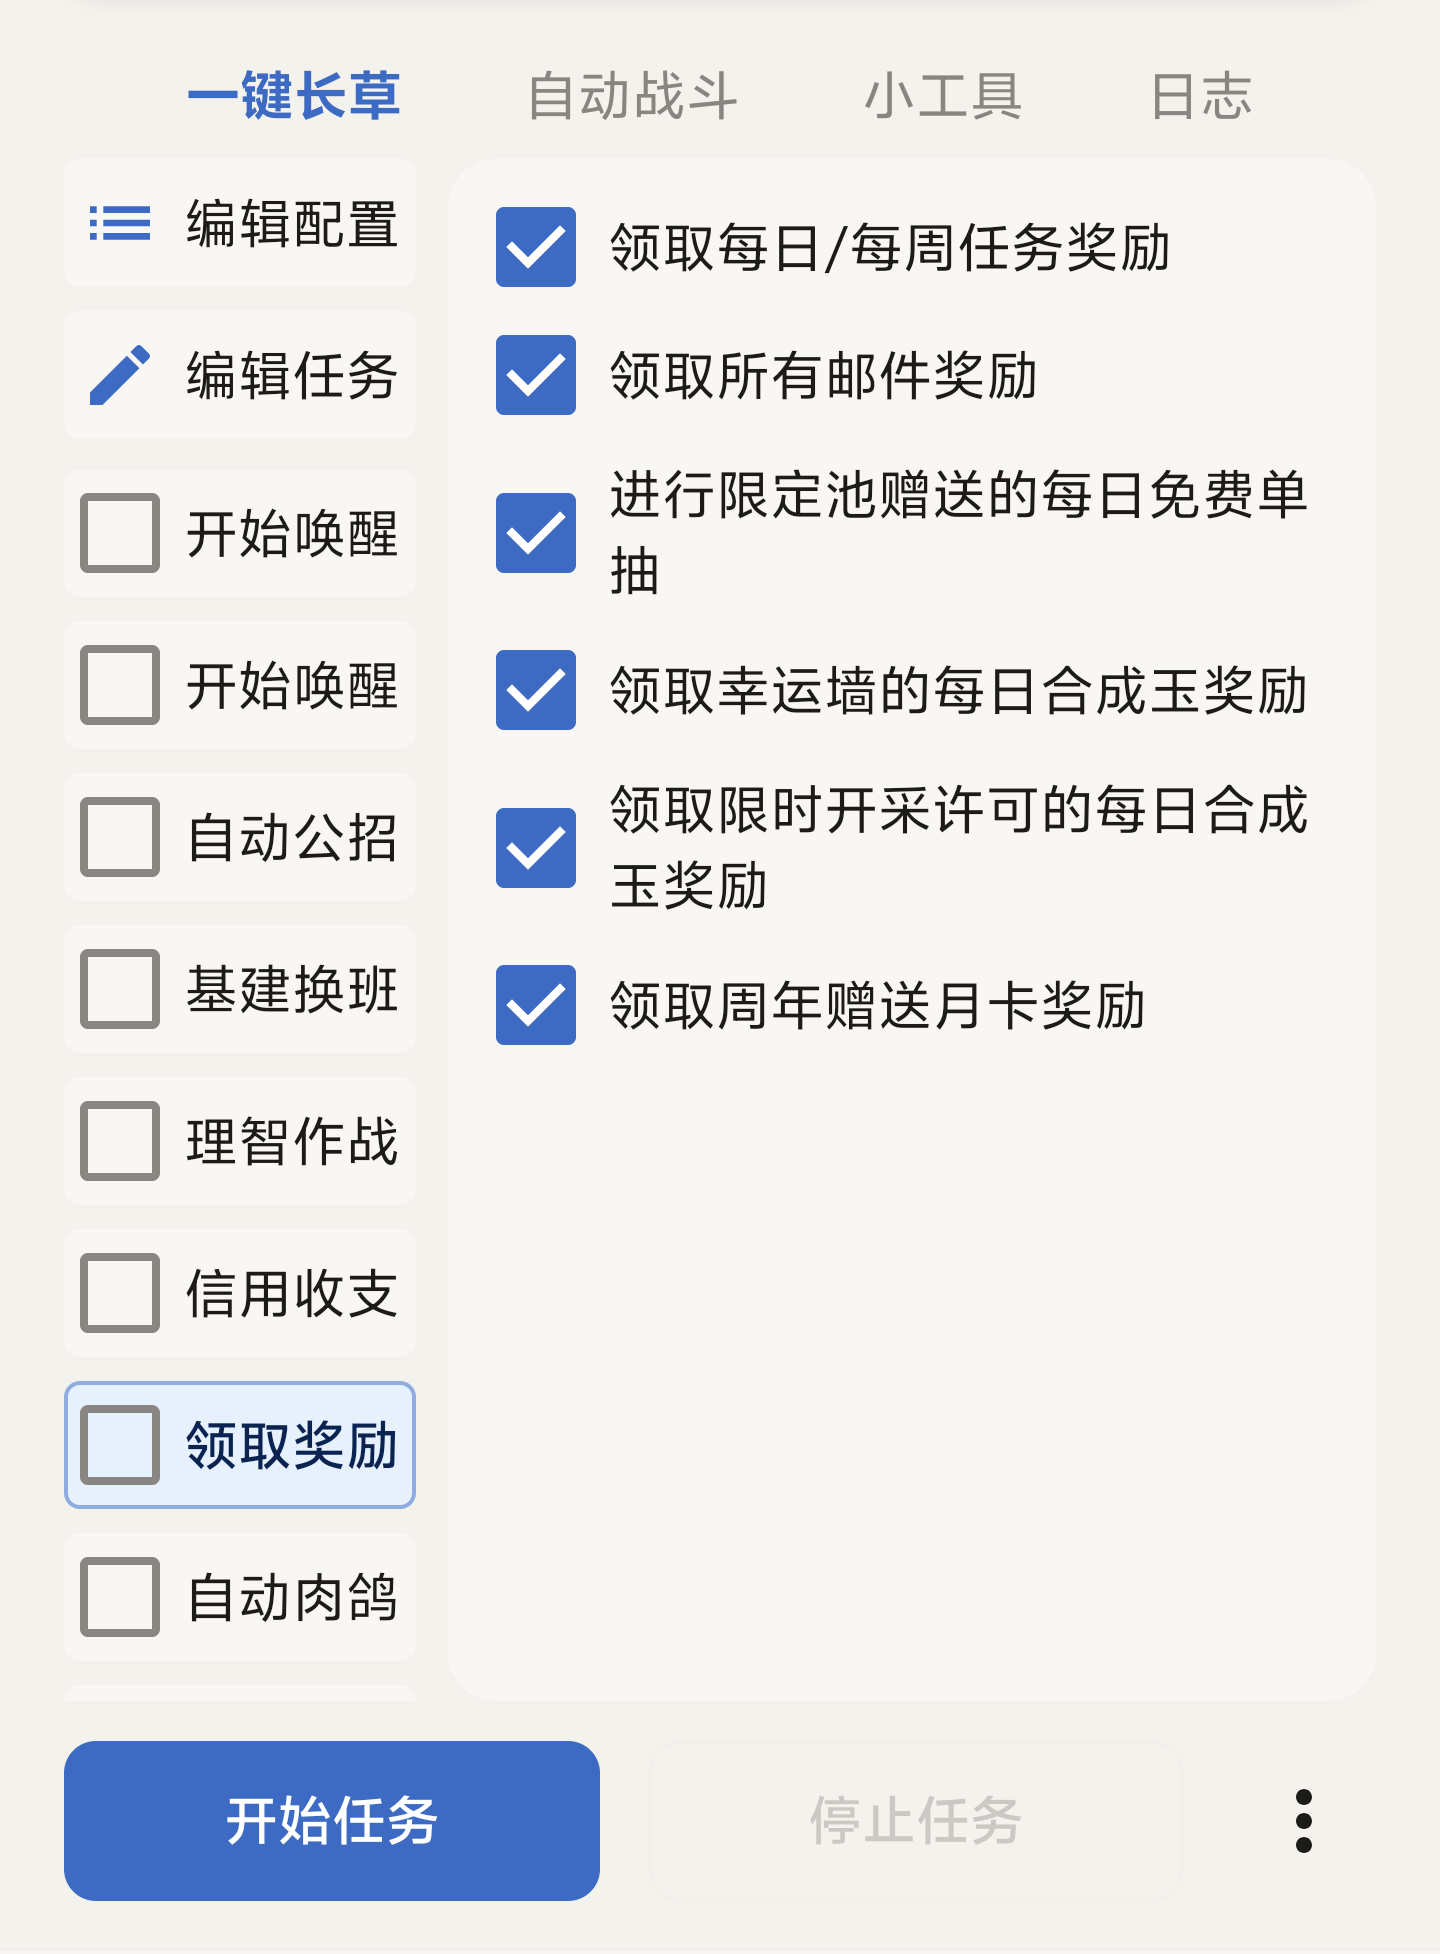 一键长草
自动战斗
小工具
日志
编辑配置
编辑任务
开始唤醒
开始唤醒
自动公招
基建换班
理智作战
信用收支
领取奖励
自动肉鸽
领取每日/每周任务奖励
领取所有邮件奖励
进行限定池赠送的每日免费单
抽
领取幸运墙的每日合成玉奖励
领取限时开采许可的每日合成
玉奖励
领取周年赠送月卡奖励
开始任务
停止任务